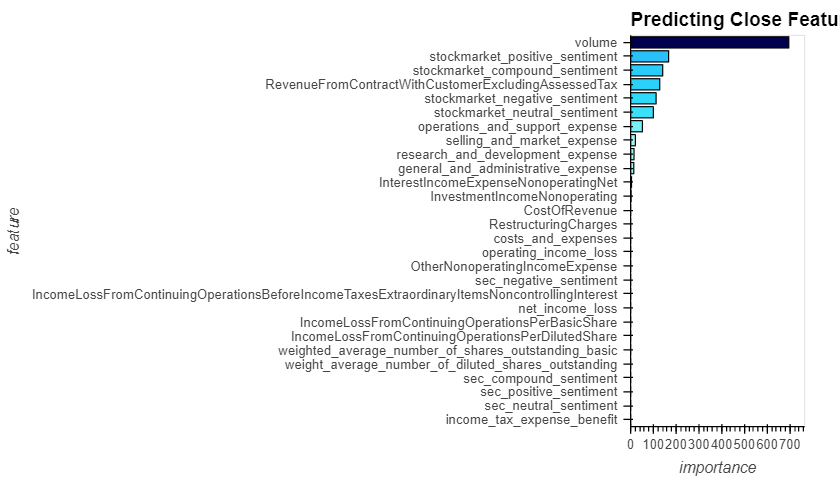 Predicting Close Featu
volume
stockmarket_positive_sentiment
stockmarket_compound_sentiment
RevenueFromContractWithCustomerExcludingAssessedTax
stockmarket_negative_sentiment
stockmarket_neutral_sentiment
operations_and_support_expense
selling_and_market_expense
research_and_development_expense
general_and_administrative_expense
InterestIncomeExpenseNonoperatingNet
InvestmentIncomeNonoperating
CostOfRevenue
RestructuringCharges
costs_and_expenses
operating_income_loss
OtherNonoperatingIncomeExpense
sec_negative_sentiment
IncomeLossFromContinuingOperationsBeforeIncomeTaxesExtraordinaryItemsNoncontrollingInterest
net_income_loss
IncomeLossFromContinuingOperationsPerBasicShare
IncomeLossFromContinuingOperationsPerDilutedShare
weighted_average_number_of_shares_outstanding_basic
weight_average_number_of_diluted_shares_outstanding
sec_compound_sentiment
sec_positive_sentiment
sec_neutral_sentiment
income_tax_expense_benefit
feature
0 100 200 300 400 500 600 700
importance